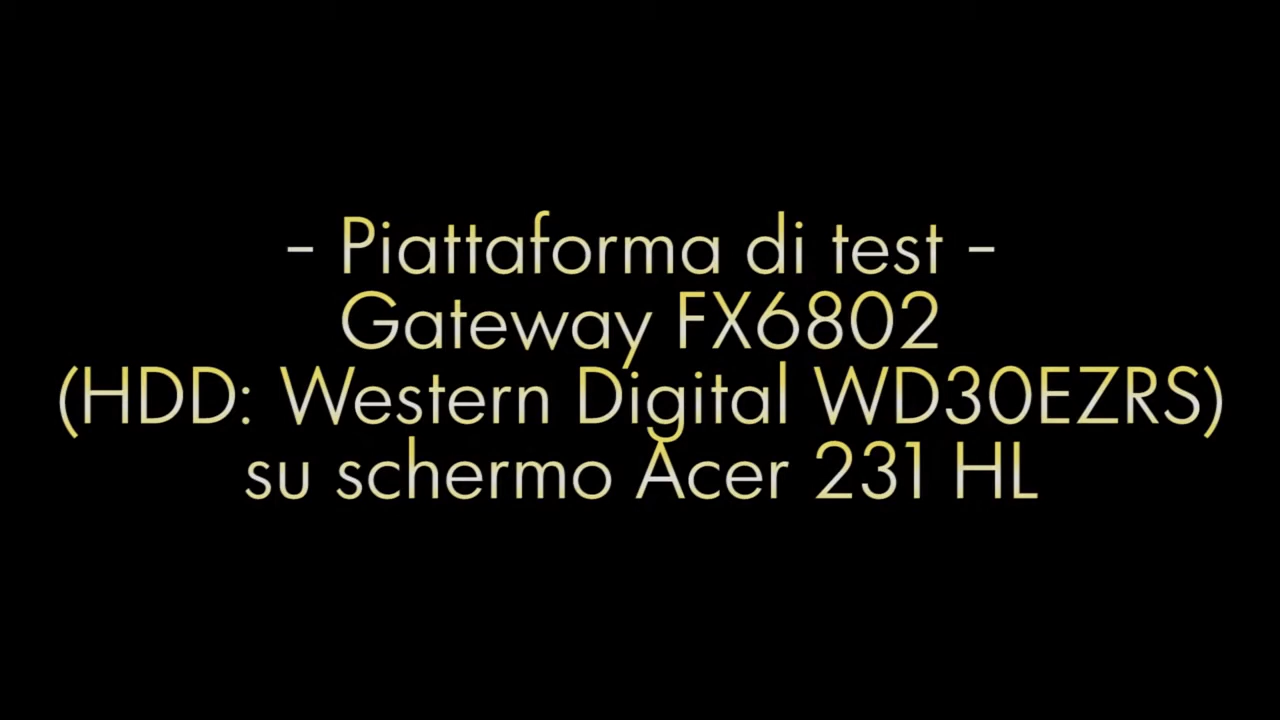 – Piattaforma di test –
Gateway FX6802
(HDD: Western Digital WD30EZRS)
su schermo Acer 231 HL